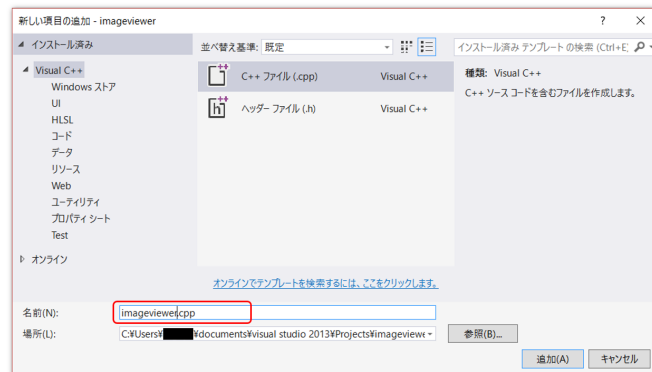 新しい項目の追加 - imageviewer
? ×
インストール済み
並べ替え基準: 既定
インストール済み テンプレート の検索 (Ctrl+E)
Visual C++
Windows ストア
UI
HLSL
コード
データ
リソース
Web
ユーティリティ
プロパティ シート
Test
オンライン
C++ ファイル (.cpp) Visual C++
ヘッダー ファイル (.h) Visual C++
種類: Visual C++
C++ ソース コードを含むファイルを作成します。
オンラインでテンプレートを検索するには、ここをクリックします。
名前(N): imageviewer.cpp
場所(L): C:¥Users¥ ¥documents¥visual studio 2013¥Projects¥imageviewe
参照(B)...
追加(A) キャンセル